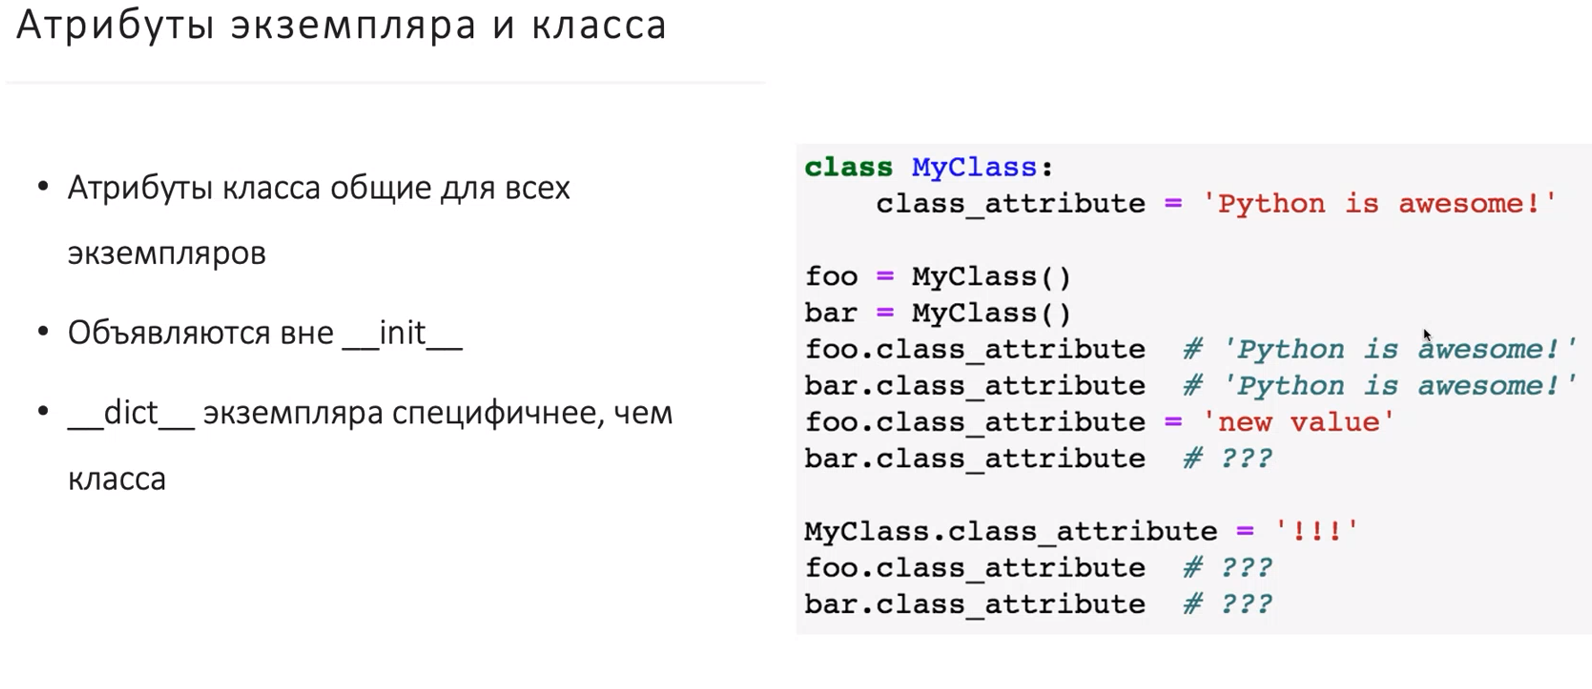 Атрибуты экземпляра и класса
• Атрибуты класса общие для всех
экземпляров
• Объявляются вне __init__
• __dict__ экземпляра специфичнее, чем
класса
class MyClass:
    class_attribute = 'Python is awesome!'
foo = MyClass()
bar = MyClass()
foo.class_attribute  # 'Python is awesome!'
bar.class_attribute  # 'Python is awesome!'
foo.class_attribute = 'new value'
bar.class_attribute  # ???
MyClass.class_attribute = '!!!'
foo.class_attribute  # ???
bar.class_attribute  # ???